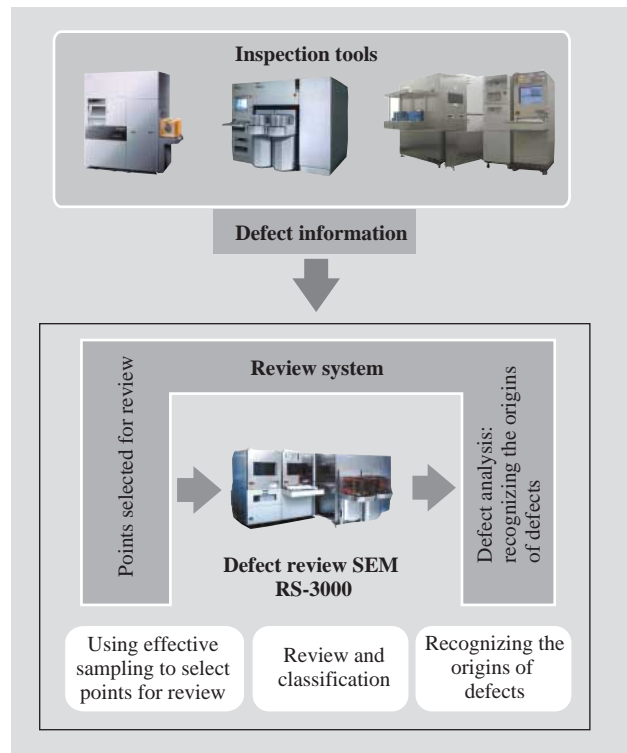 Inspection tools
Defect information
Review system
Points selected for review
Defect review SEM
RS-3000
Defect analysis:
recognizing the origins
of defects
Using effective
sampling to select
points for review
Review and
classification
Recognizing the
origins of
defects